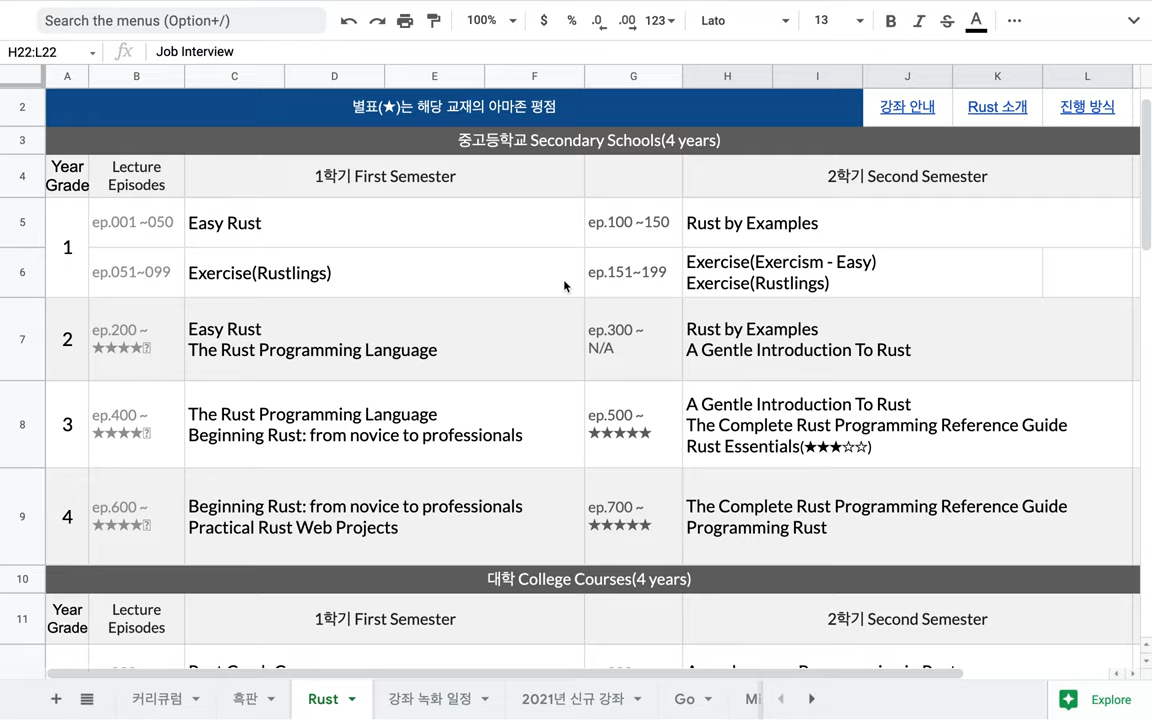 Search the menus (Option+/)
100%
$
%
.0
.00
123
Lato
13
B
I
S
A
H22:L22
fx
Job Interview
A B C D E F G H I J K L
2
별표(★)는 해당 교재의 아마존 평점
강좌 안내
Rust 소개
진행 방식
3
중고등학교 Secondary Schools(4 years)
4
Year
Grade
Lecture
Episodes
1학기 First Semester
2학기 Second Semester
5
1
ep.001 ~050
Easy Rust
ep.100 ~150
Rust by Examples
6
ep.051~099
Exercise(Rustlings)
ep.151~199
Exercise(Exercism - Easy)
Exercise(Rustlings)
7
2
ep.200 ~
★★★★⍰
Easy Rust
The Rust Programming Language
ep.300 ~
N/A
Rust by Examples
A Gentle Introduction To Rust
8
3
ep.400 ~
★★★★⍰
The Rust Programming Language
Beginning Rust: from novice to professionals
ep.500 ~
★★★★★
A Gentle Introduction To Rust
The Complete Rust Programming Reference Guide
Rust Essentials(★★★☆☆)
9
4
ep.600 ~
★★★★⍰
Beginning Rust: from novice to professionals
Practical Rust Web Projects
ep.700 ~
★★★★★
The Complete Rust Programming Reference Guide
Programming Rust
10
대학 College Courses(4 years)
11
Year
Grade
Lecture
Episodes
1학기 First Semester
2학기 Second Semester
커리큐럼
흑판
Rust
강좌 녹화 일정
2021년 신규 강좌
Go
Mi
Explore